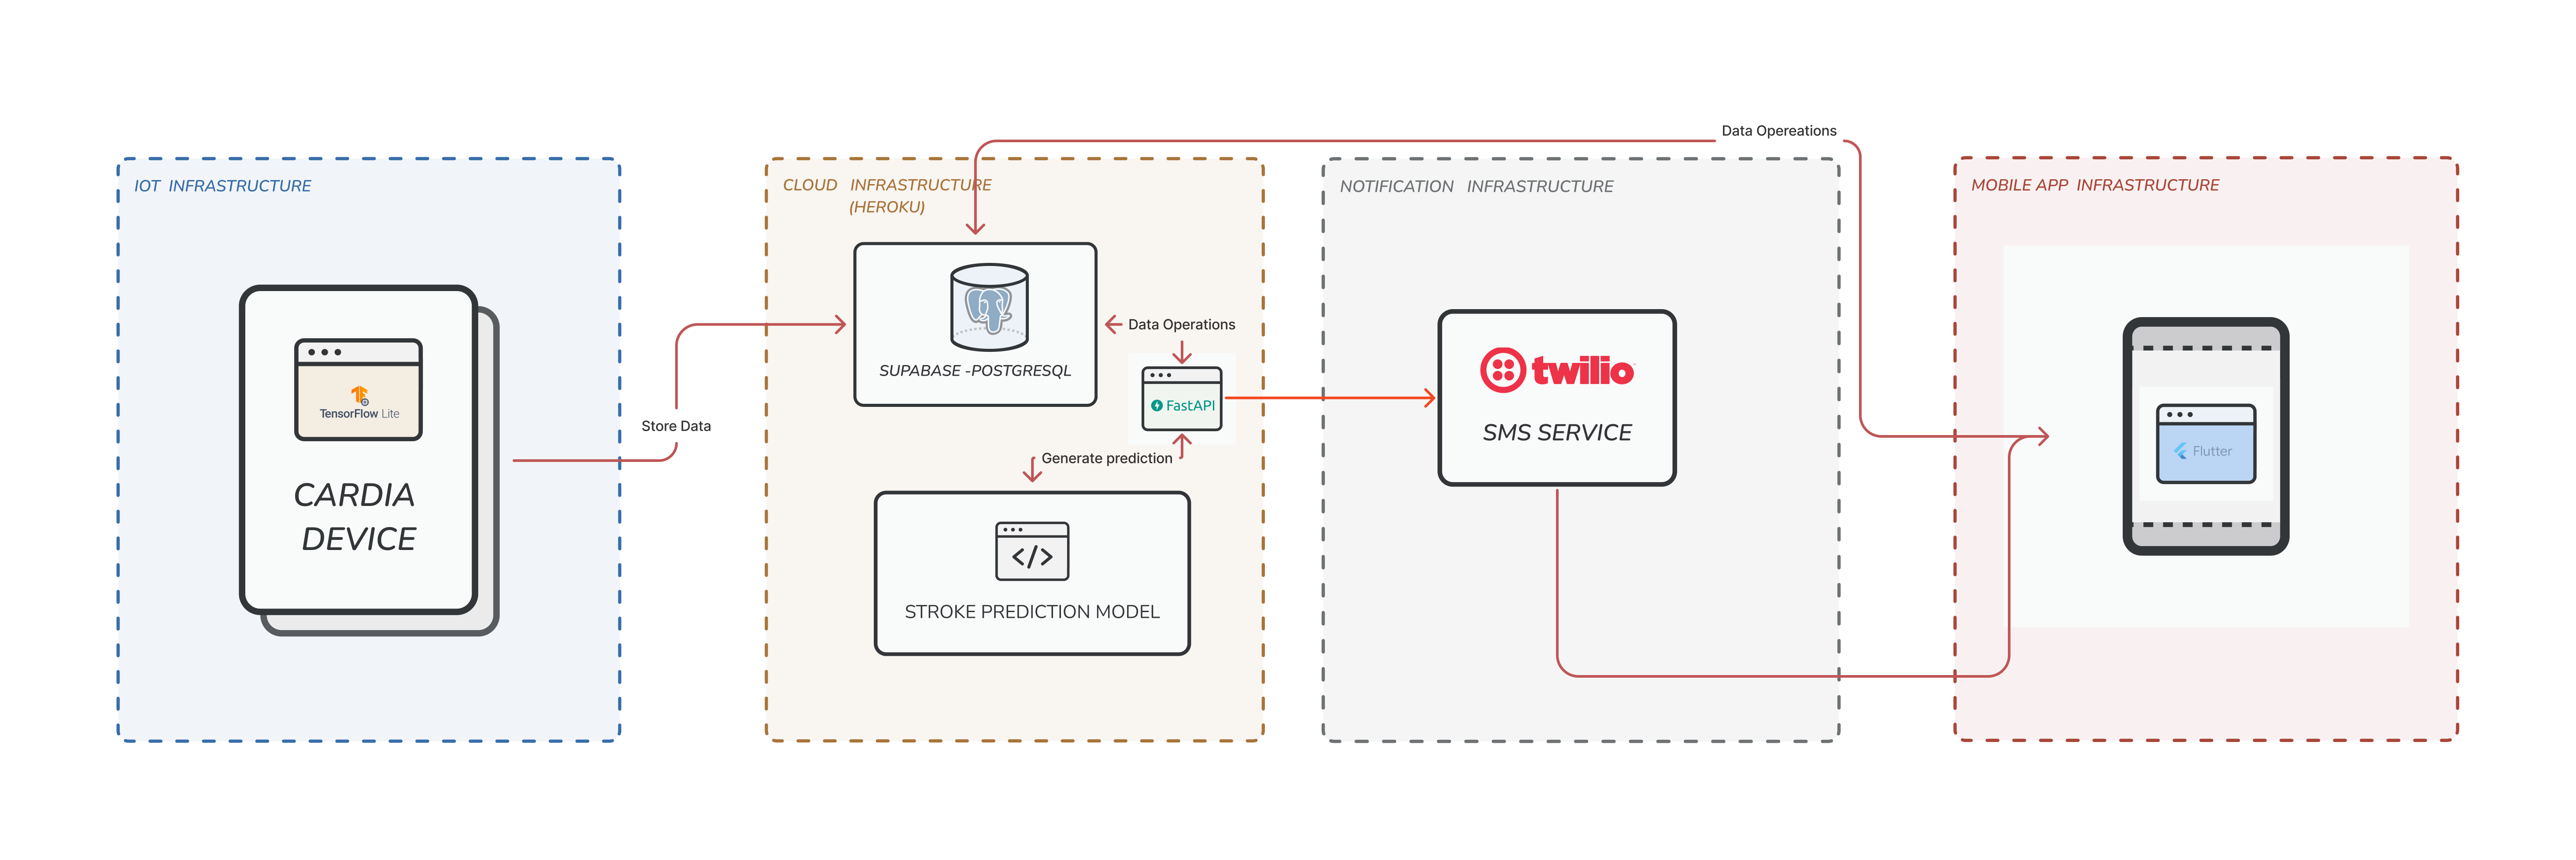 IOT INFRASTRUCTURE
TensorFlow Lite
CARDIA
DEVICE
Store Data
CLOUD INFRASTRUCTURE
(HEROKU)
SUPABASE -POSTGRESQL
Data Operations
FastAPI
Generate prediction
</>
STROKE PREDICTION MODEL
NOTIFICATION INFRASTRUCTURE
twilio
SMS SERVICE
Data Opereations
MOBILE APP INFRASTRUCTURE
Flutter